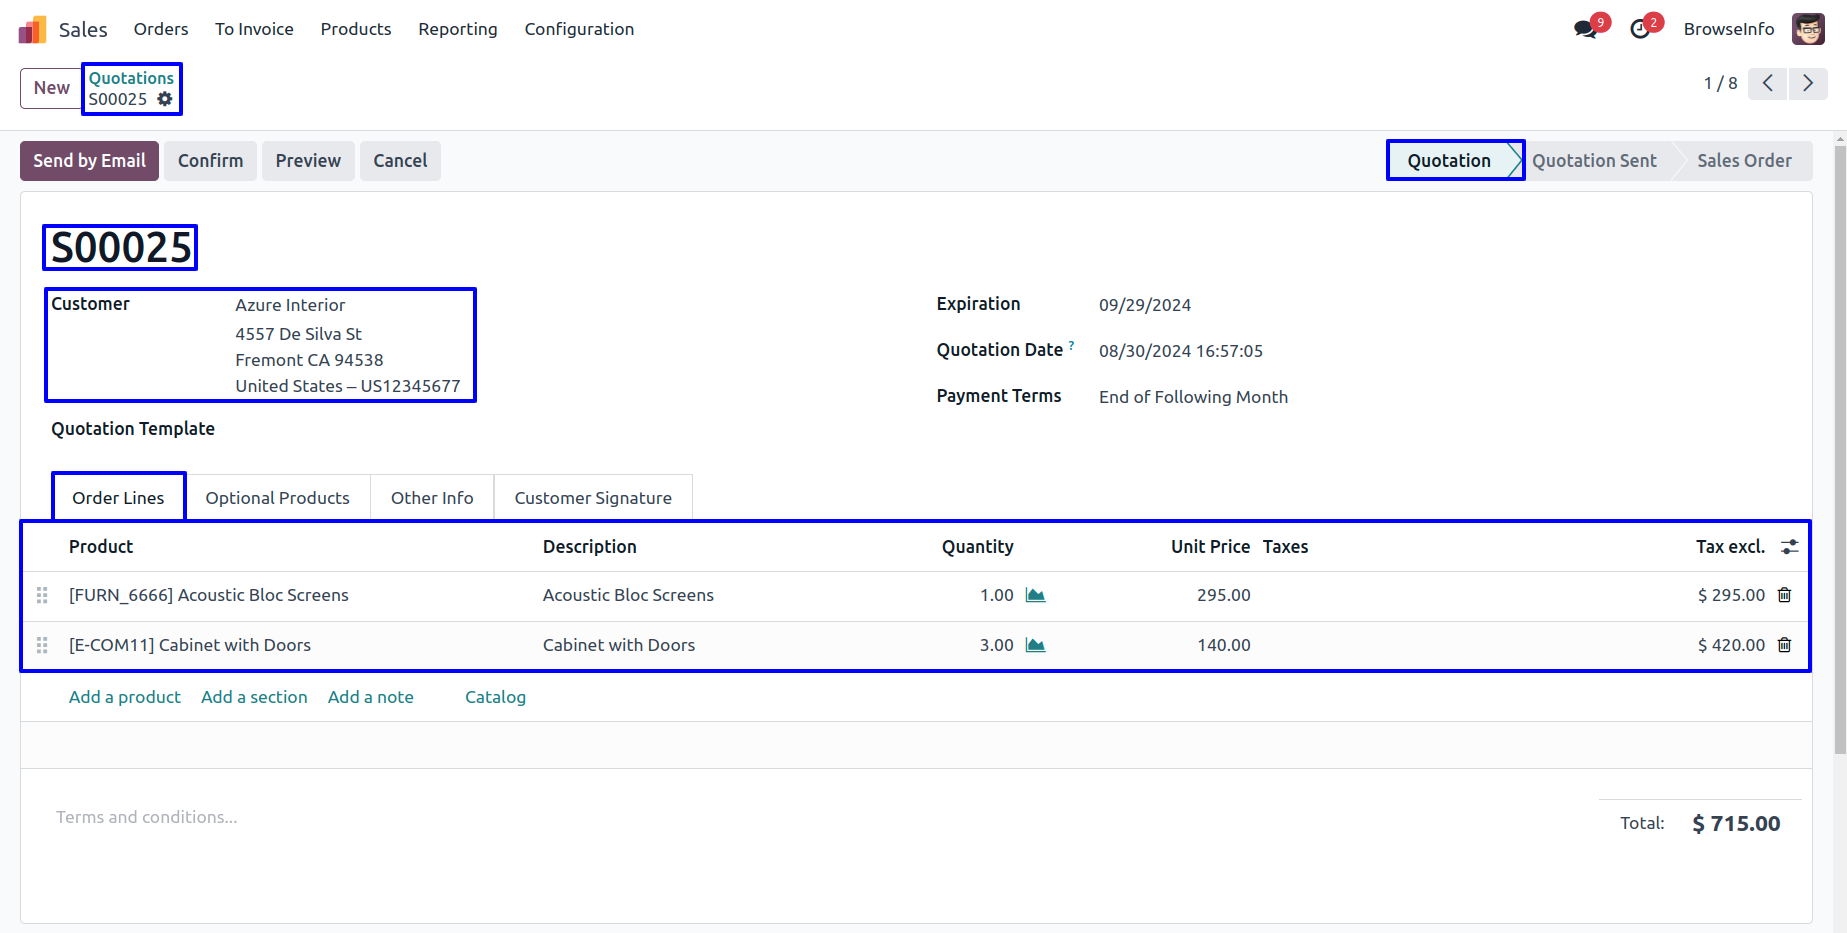 Sales Orders To Invoice Products Reporting Configuration 9 2 BrowseInfo
New Quotations
S00025
1 / 8
Send by Email Confirm Preview Cancel Quotation Quotation Sent Sales Order
S00025
Customer Azure Interior
4557 De Silva St
Fremont CA 94538
United States – US12345677
Quotation Template
Expiration 09/29/2024
Quotation Date ? 08/30/2024 16:57:05
Payment Terms End of Following Month
Order Lines Optional Products Other Info Customer Signature
Product Description Quantity Unit Price Taxes Tax excl.
[FURN_6666] Acoustic Bloc Screens Acoustic Bloc Screens 1.00 295.00 $ 295.00
[E-COM11] Cabinet with Doors Cabinet with Doors 3.00 140.00 $ 420.00
Add a product Add a section Add a note Catalog
Terms and conditions...
Total: $ 715.00